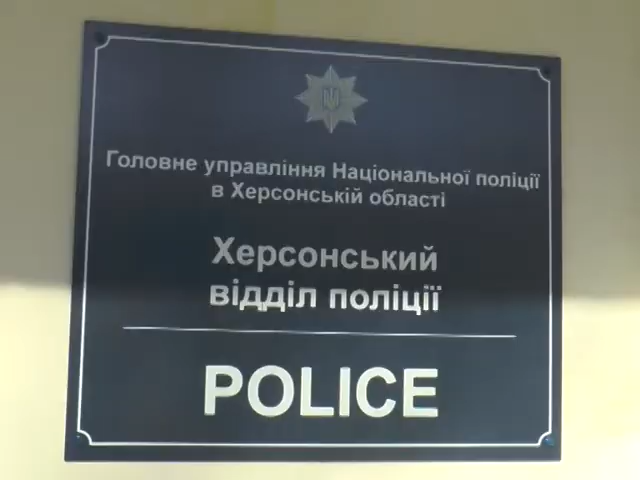 Головне управління Національної поліції
в Херсонській області
Херсонський
відділ поліції
POLICE